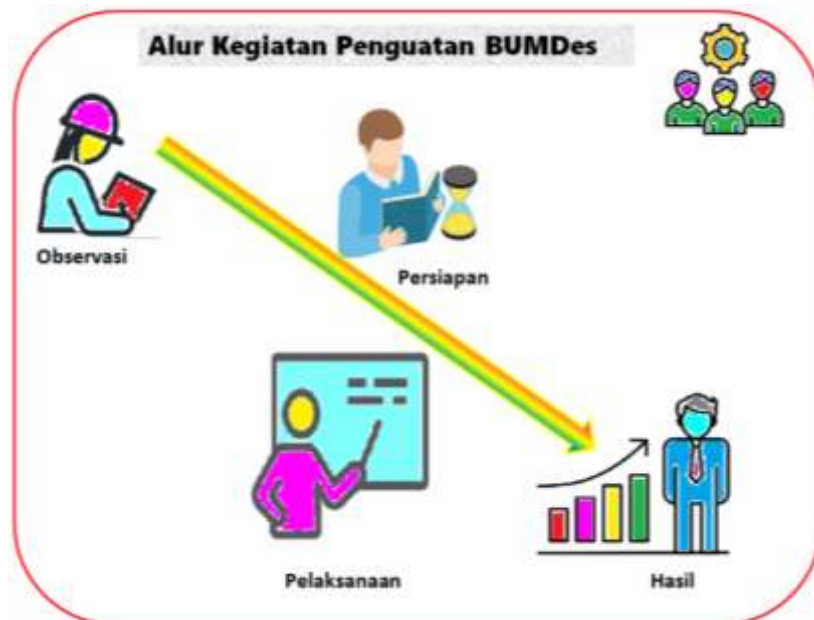 Alur Kegiatan Penguatan BUMDes
Observasi
Persiapan
Pelaksanaan
Hasil